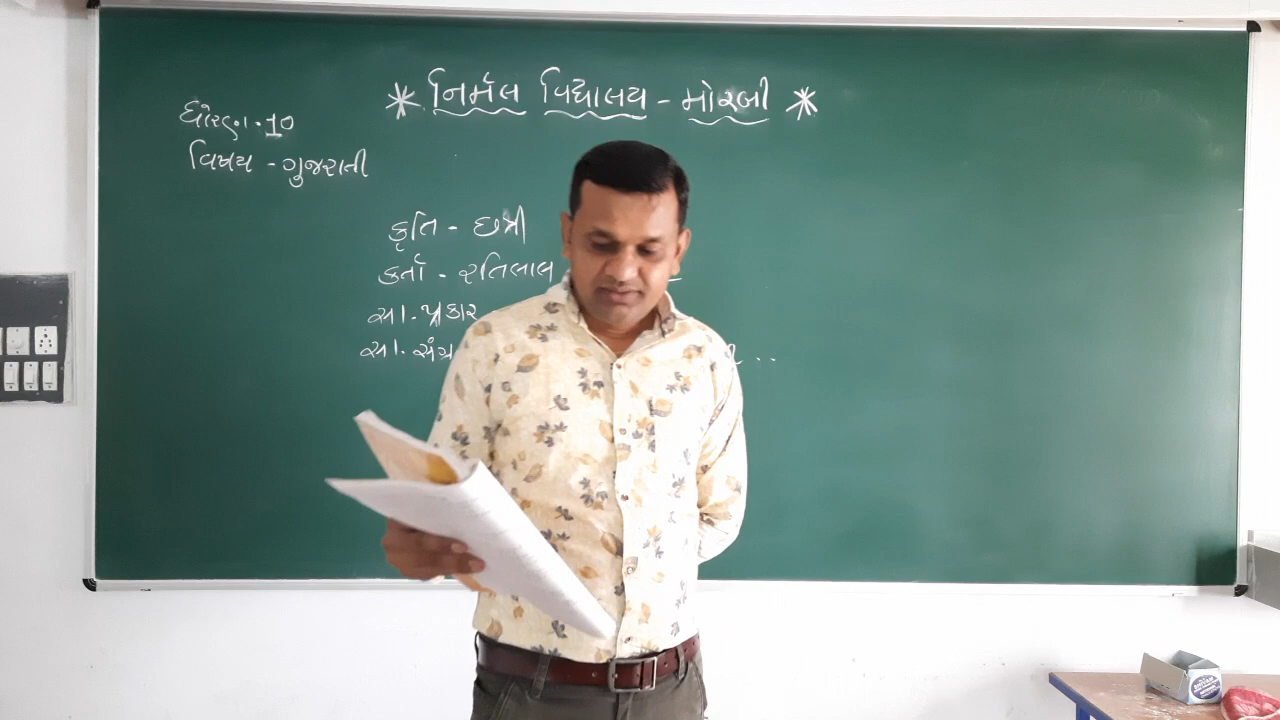 * નિર્મલ વિદ્યાલય - મોરબી *
ધોરણ.10
વિષય - ગુજરાતી
કૃતિ - છત્રી
કર્તા - રતિલાલ
સા. પ્રકાર
સા. સંગ્ર